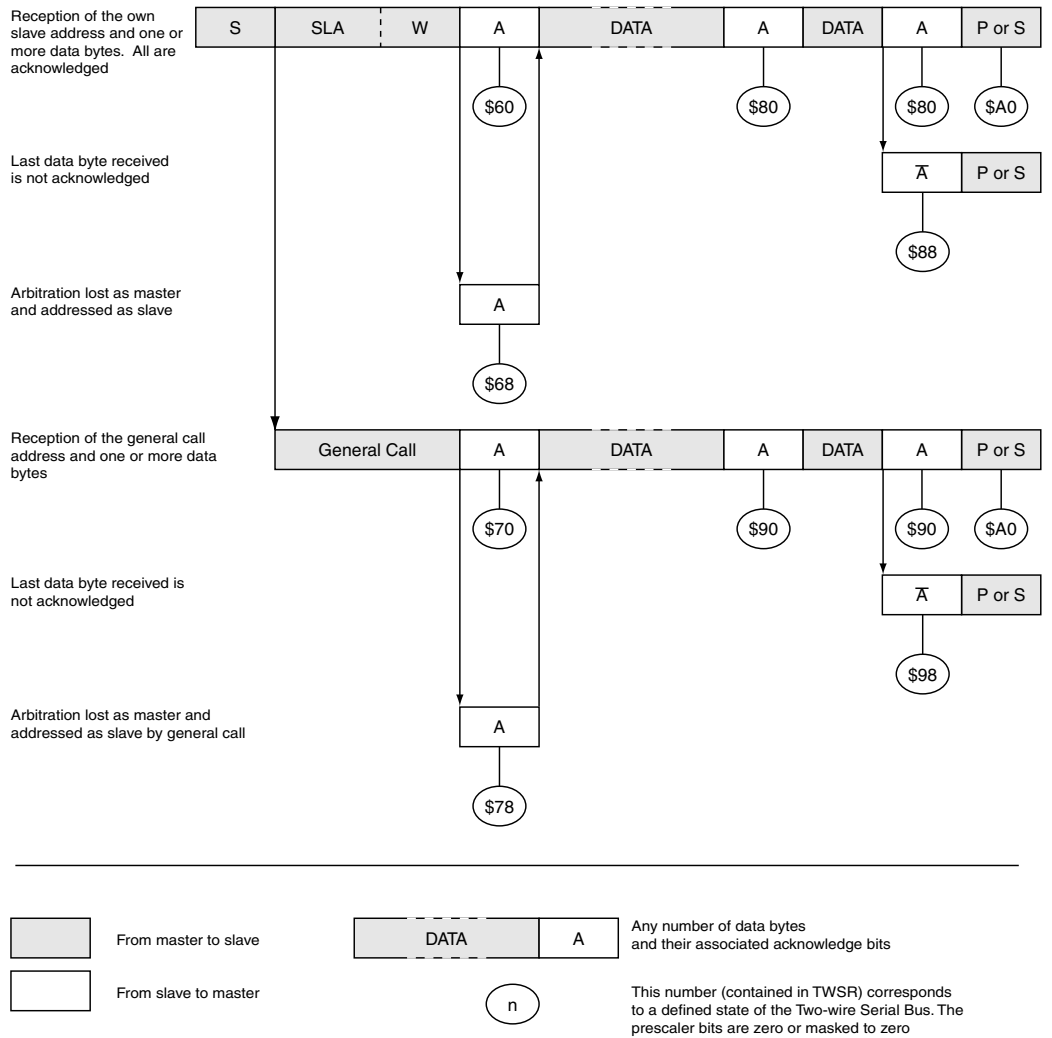 Reception of the own
slave address and one or
more data bytes. All are
acknowledged
S SLA W A DATA A DATA A P or S
$60 $80 $80 $A0
Last data byte received
is not acknowledged
A̅ P or S
$88
Arbitration lost as master
and addressed as slave
A
$68
Reception of the general call
address and one or more data
bytes
General Call A DATA A DATA A P or S
$70 $90 $90 $A0
Last data byte received is
not acknowledged
A̅ P or S
$98
Arbitration lost as master and
addressed as slave by general call
A
$78
From master to slave
DATA A
Any number of data bytes
and their associated acknowledge bits
From slave to master
n
This number (contained in TWSR) corresponds
to a defined state of the Two-wire Serial Bus. The
prescaler bits are zero or masked to zero